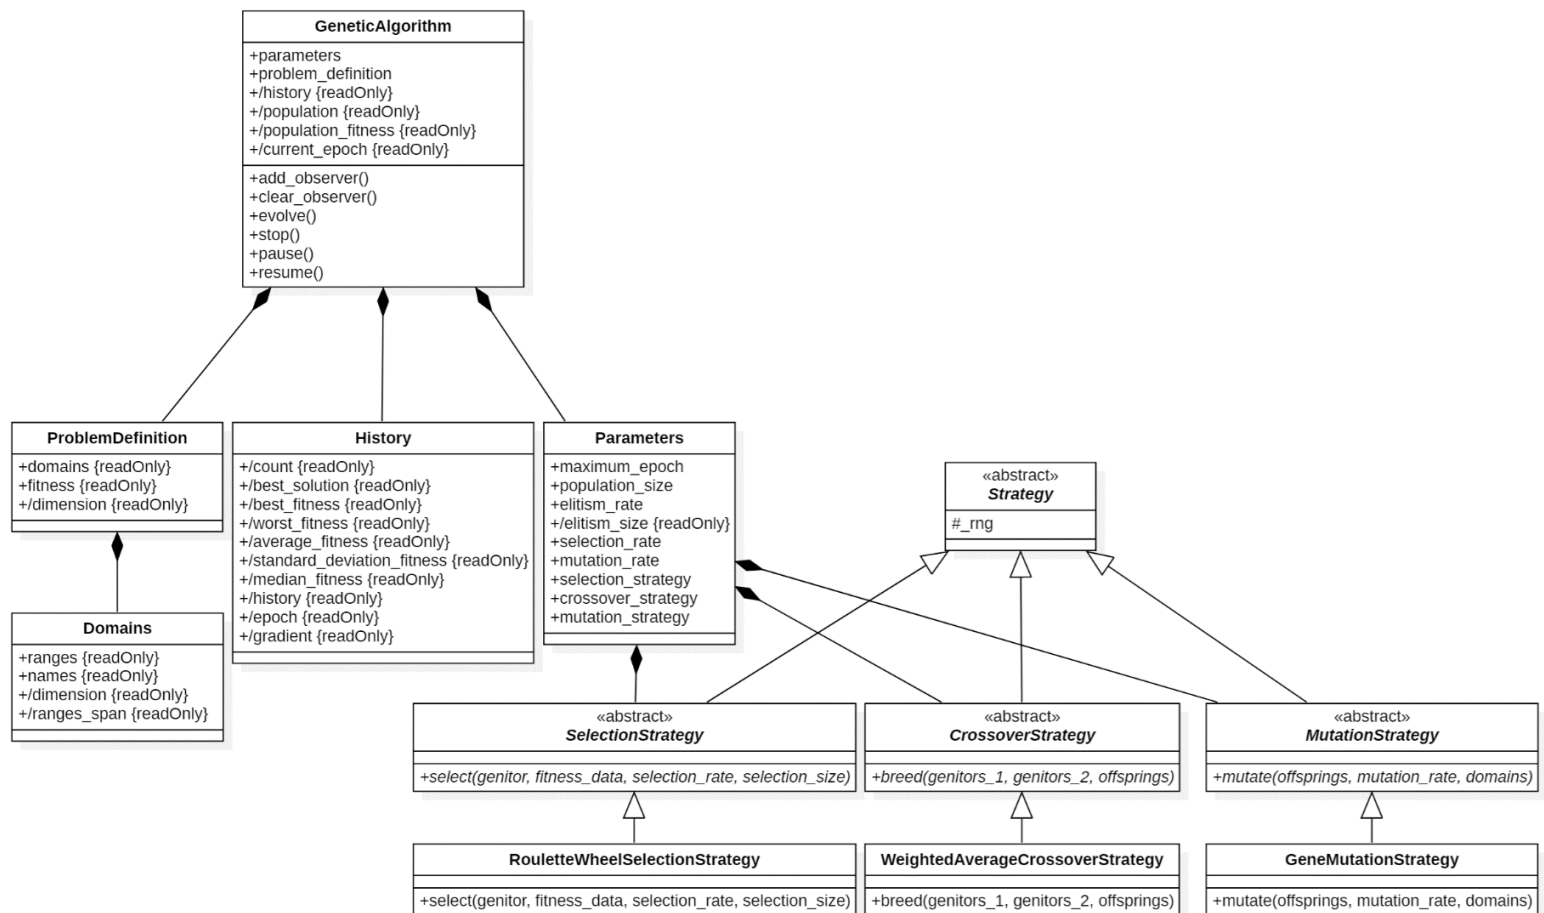 GeneticAlgorithm
+parameters
+problem_definition
+/history {readOnly}
+/population {readOnly}
+/population_fitness {readOnly}
+/current_epoch {readOnly}
+add_observer()
+clear_observer()
+evolve()
+stop()
+pause()
+resume()
ProblemDefinition
+domains {readOnly}
+fitness {readOnly}
+/dimension {readOnly}
History
+/count {readOnly}
+/best_solution {readOnly}
+/best_fitness {readOnly}
+/worst_fitness {readOnly}
+/average_fitness {readOnly}
+/standard_deviation_fitness {readOnly}
+/median_fitness {readOnly}
+/history {readOnly}
+/epoch {readOnly}
+/gradient {readOnly}
Parameters
+maximum_epoch
+population_size
+elitism_rate
+/elitism_size {readOnly}
+selection_rate
+mutation_rate
+selection_strategy
+crossover_strategy
+mutation_strategy
«abstract»
Strategy
#_rng
Domains
+ranges {readOnly}
+names {readOnly}
+/dimension {readOnly}
+/ranges_span {readOnly}
«abstract»
SelectionStrategy
+select(genitor, fitness_data, selection_rate, selection_size)
«abstract»
CrossoverStrategy
+breed(genitors_1, genitors_2, offsprings)
«abstract»
MutationStrategy
+mutate(offsprings, mutation_rate, domains)
RouletteWheelSelectionStrategy
+select(genitor, fitness_data, selection_rate, selection_size)
WeightedAverageCrossoverStrategy
+breed(genitors_1, genitors_2, offsprings)
GeneMutationStrategy
+mutate(offsprings, mutation_rate, domains)